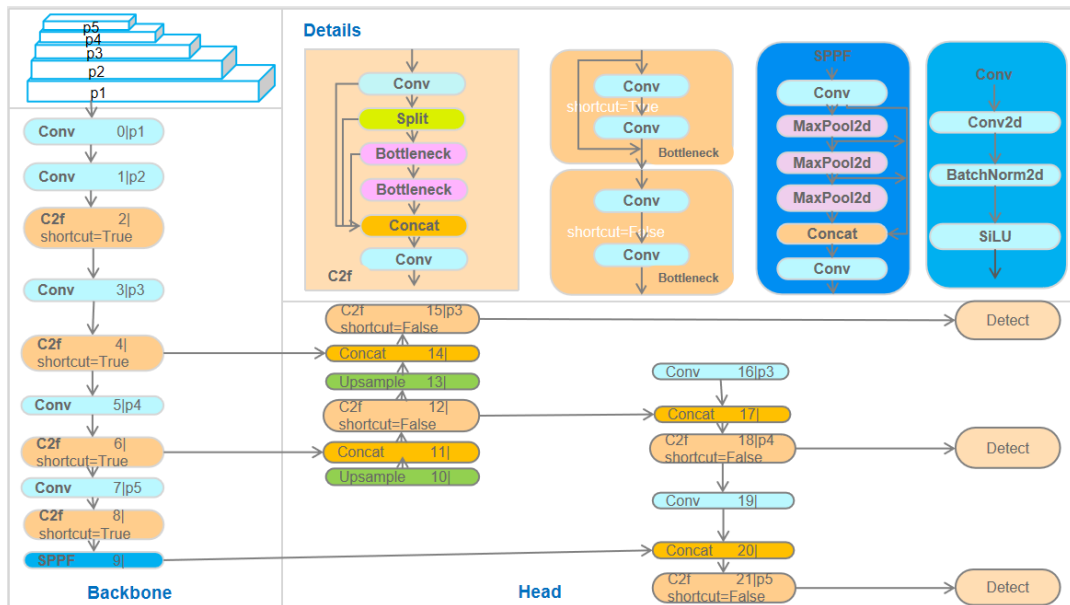 p5
p4
p3
p2
p1
Conv 0|p1
Conv 1|p2
C2f 2|
shortcut=True
Conv 3|p3
C2f 4|
shortcut=True
Conv 5|p4
C2f 6|
shortcut=True
Conv 7|p5
C2f 8|
shortcut=True
SPPF 9|
Backbone
Details
Conv
Split
Bottleneck
Bottleneck
Concat
Conv
C2f
Conv
shortcut=True
Conv
Bottleneck
Conv
shortcut=False
Conv
Bottleneck
SPPF
Conv
MaxPool2d
MaxPool2d
MaxPool2d
Concat
Conv
Conv
Conv2d
BatchNorm2d
SiLU
C2f 15|p3
shortcut=False
Concat 14|
Upsample 13|
C2f 12|
shortcut=False
Concat 11|
Upsample 10|
Conv 16|p3
Concat 17|
C2f 18|p4
shortcut=False
Conv 19|
Concat 20|
C2f 21|p5
shortcut=False
Detect
Detect
Detect
Head